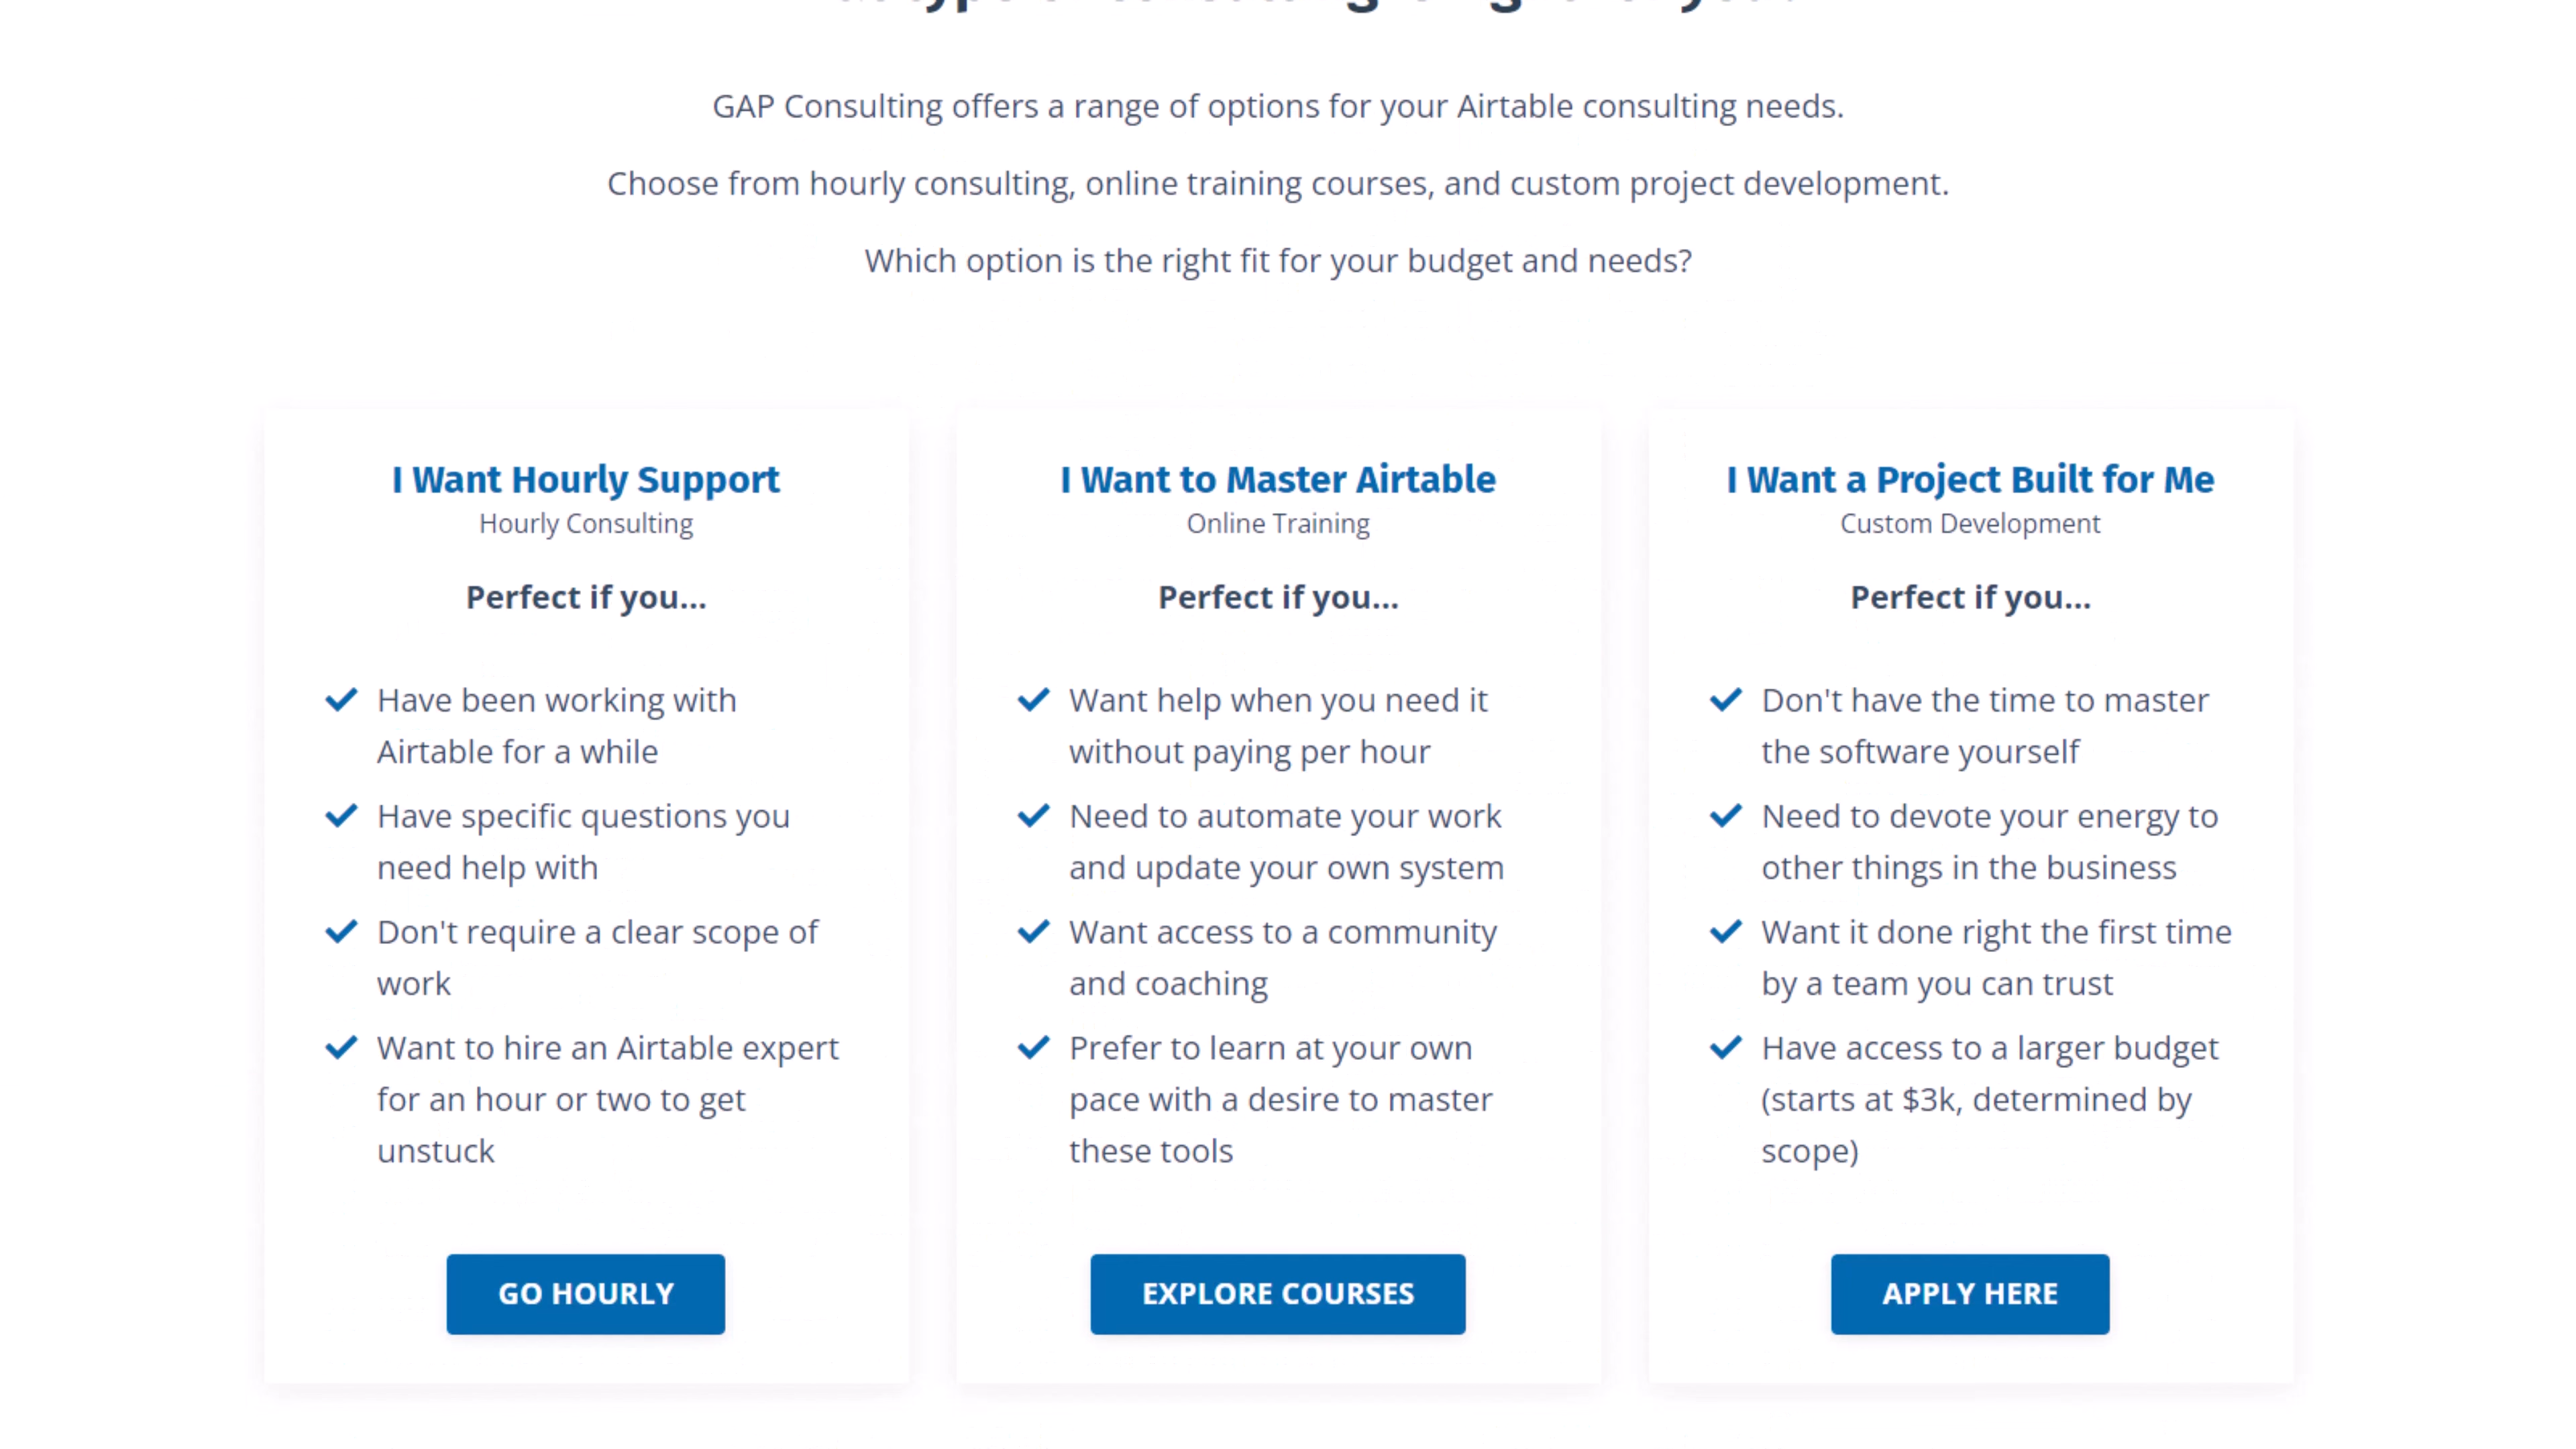 GAP Consulting offers a range of options for your Airtable consulting needs.
Choose from hourly consulting, online training courses, and custom project development.
Which option is the right fit for your budget and needs?
I Want Hourly Support
Hourly Consulting
Perfect if you...
Have been working with
Airtable for a while
Have specific questions you
need help with
Don't require a clear scope of
work
Want to hire an Airtable expert
for an hour or two to get
unstuck
GO HOURLY
I Want to Master Airtable
Online Training
Perfect if you...
Want help when you need it
without paying per hour
Need to automate your work
and update your own system
Want access to a community
and coaching
Prefer to learn at your own
pace with a desire to master
these tools
EXPLORE COURSES
I Want a Project Built for Me
Custom Development
Perfect if you...
Don't have the time to master
the software yourself
Need to devote your energy to
other things in the business
Want it done right the first time
by a team you can trust
Have access to a larger budget
(starts at $3k, determined by
scope)
APPLY HERE